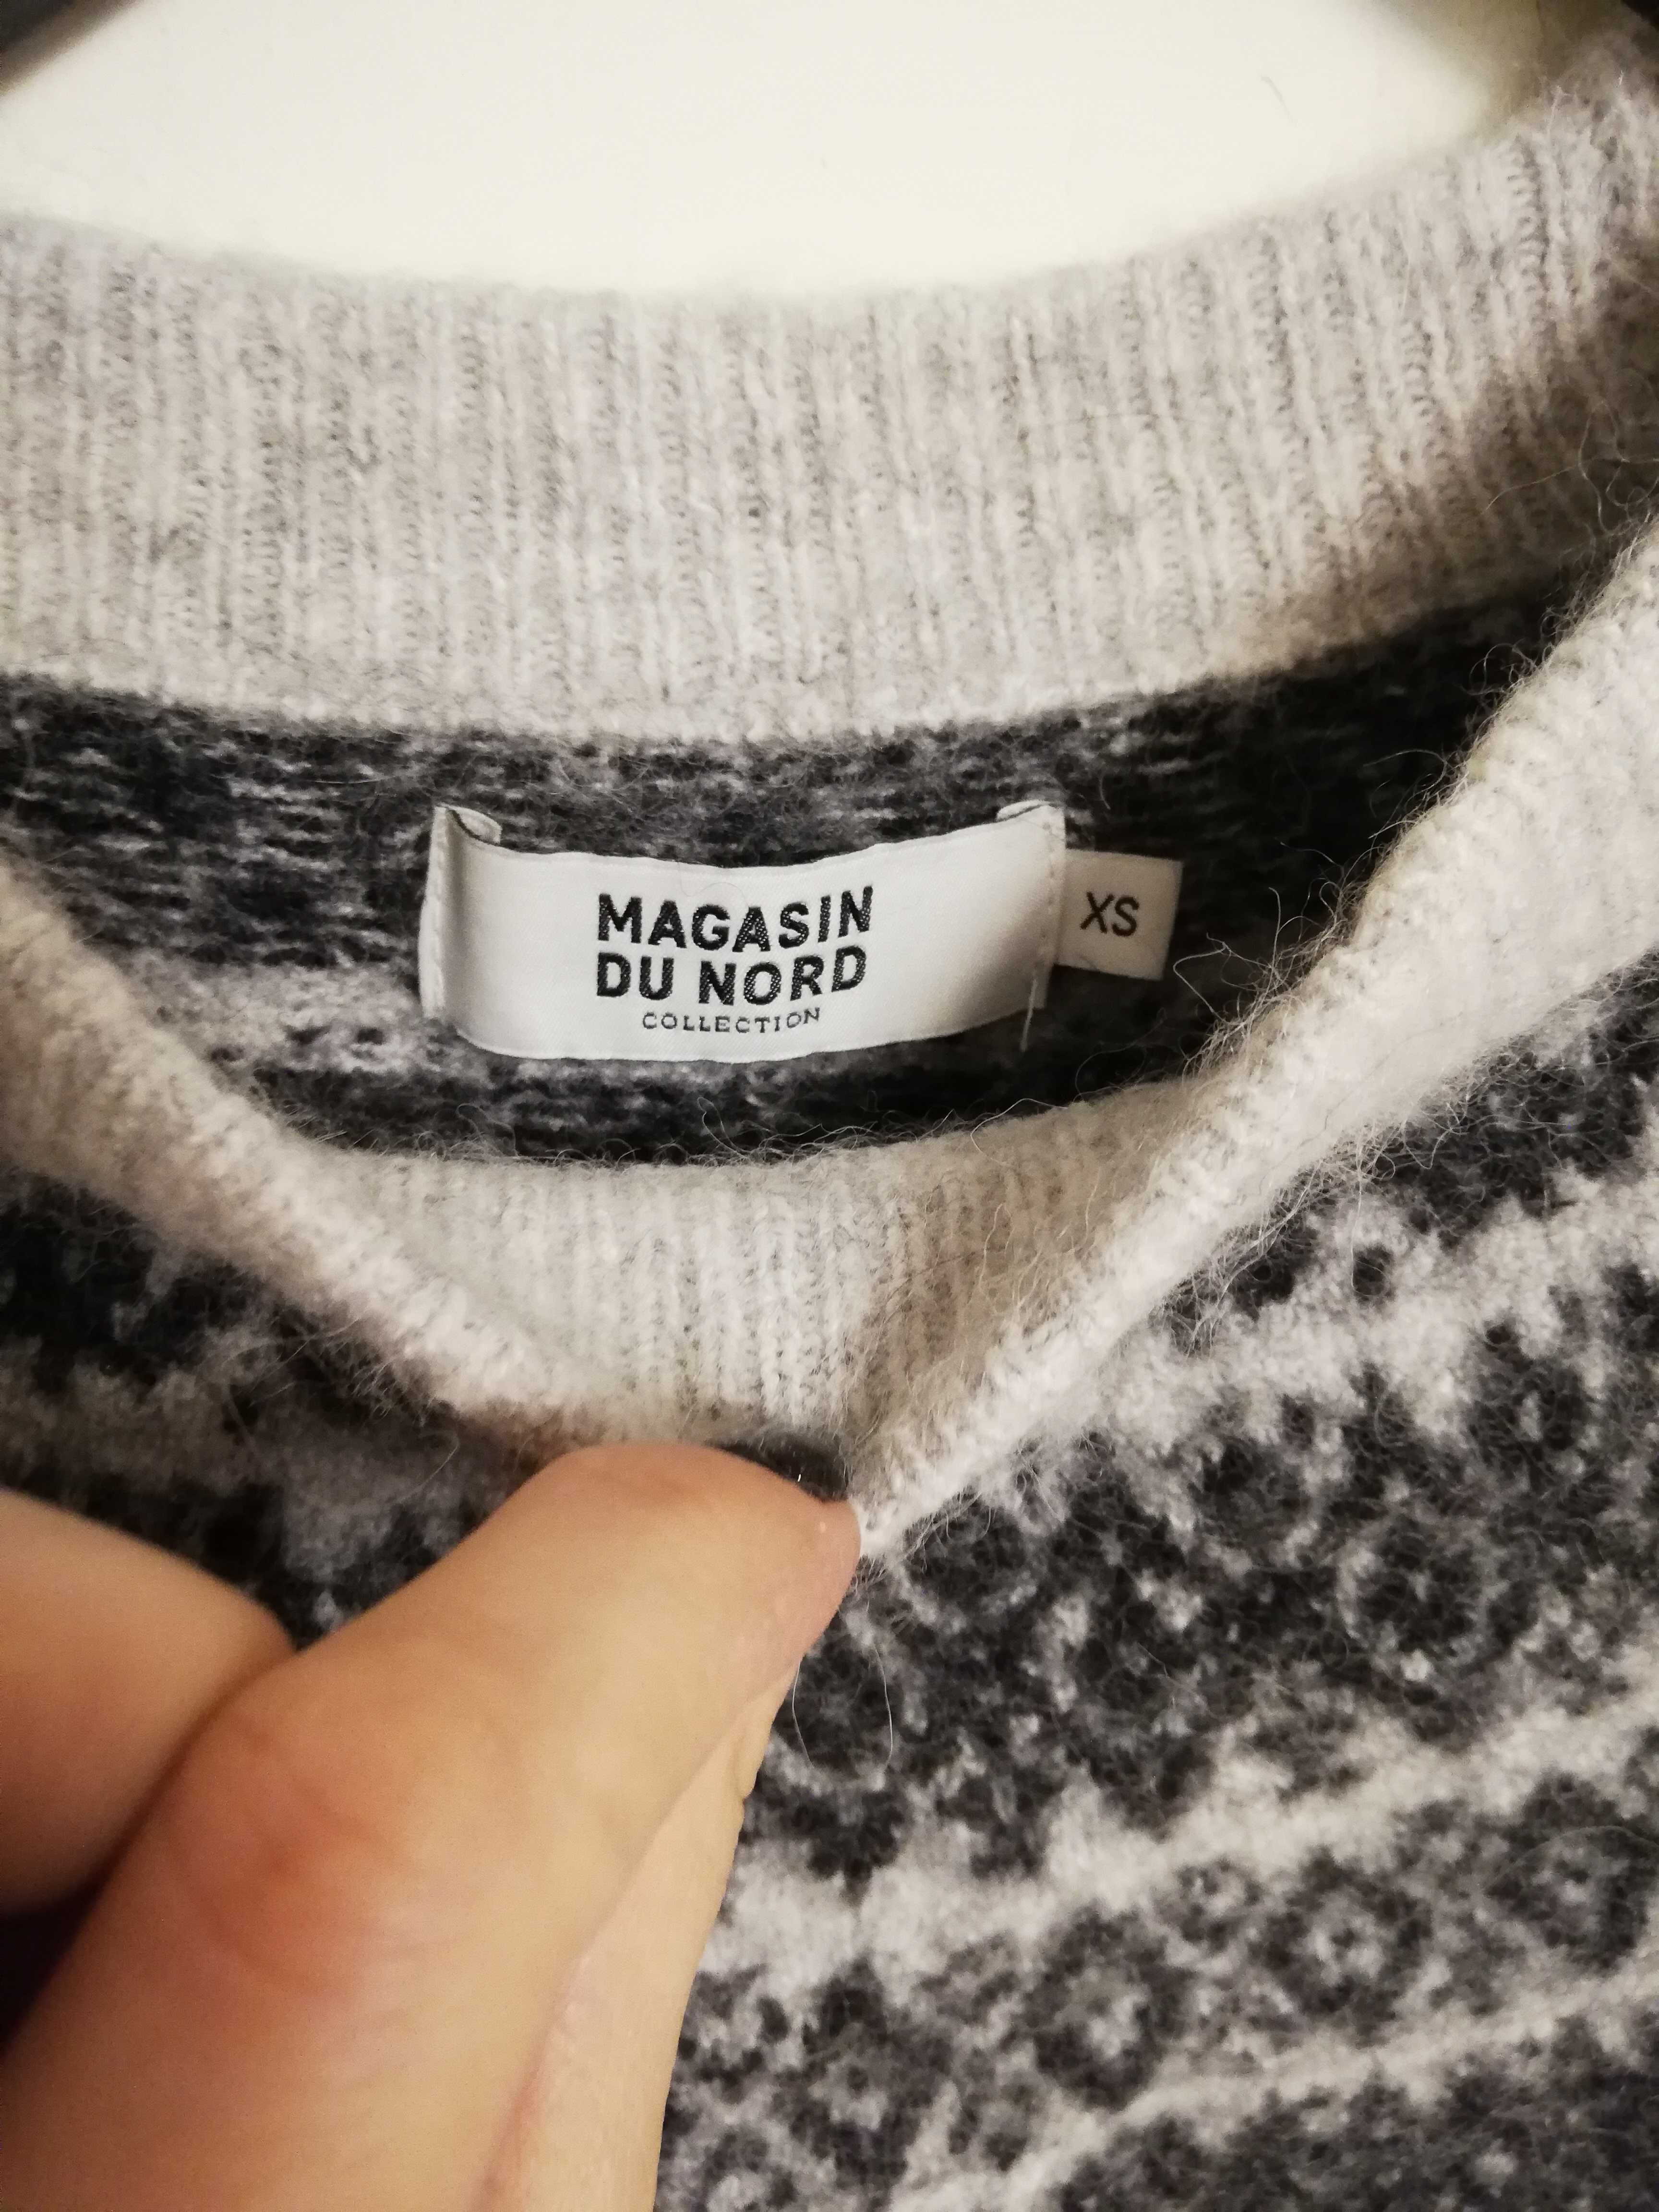 MAGASIN
DU NORD
COLLECTION
XS